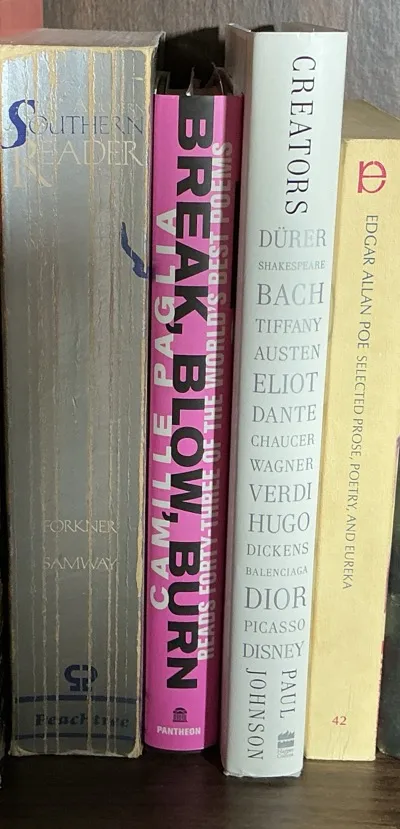 SOUTHERN
READER
FORKNER
SAMWAY
Peachtree
BREAK, BLOW, BURN
CAMILLE PAGLIA
READS FORTY-THREE OF THE WORLD'S BEST POEMS
PANTHEON
CREATORS
DÜRER
SHAKESPEARE
BACH
TIFFANY
AUSTEN
ELIOT
DANTE
CHAUCER
WAGNER
VERDI
HUGO
DICKENS
BALENCIAGA
DIOR
PICASSO
DISNEY
PAUL
JOHNSON
e
EDGAR ALLAN POE SELECTED PROSE, POETRY, AND EUREKA
42